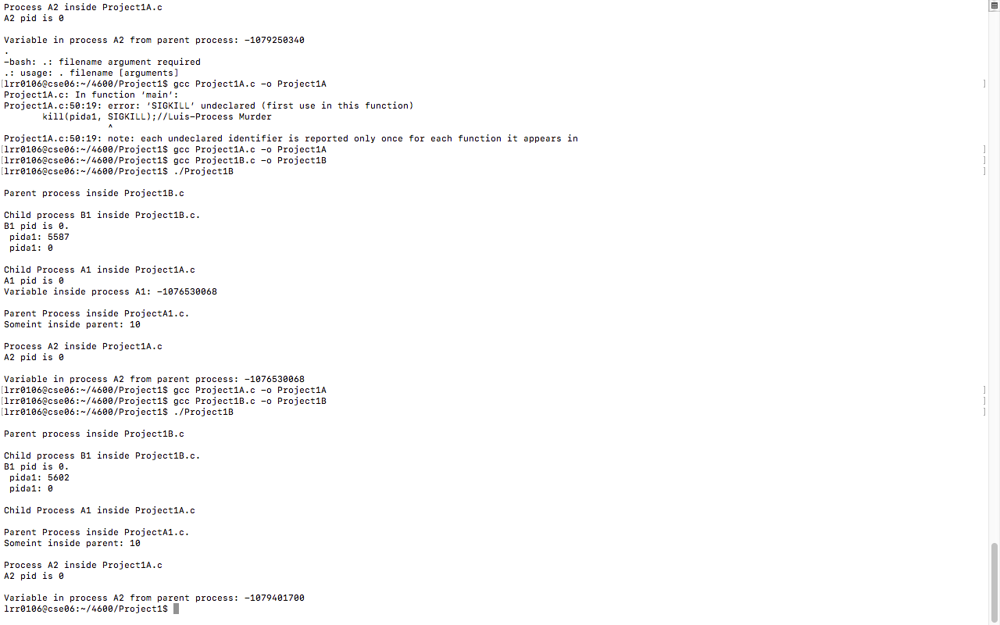 Process A2 inside Project1A.c
A2 pid is 0
Variable in process A2 from parent process: -1079250340
.
-bash: .: filename argument required
.: usage: . filename [arguments]
[lrr0106@cse06:~/4600/Project1$ gcc Project1A.c -o Project1A ]
Project1A.c: In function ‘main’:
Project1A.c:50:19: error: ‘SIGKILL’ undeclared (first use in this function)
kill(pida1, SIGKILL);//Luis-Process Murder
^
Project1A.c:50:19: note: each undeclared identifier is reported only once for each function it appears in
[lrr0106@cse06:~/4600/Project1$ gcc Project1A.c -o Project1A ]
[lrr0106@cse06:~/4600/Project1$ gcc Project1B.c -o Project1B ]
[lrr0106@cse06:~/4600/Project1$ ./Project1B ]
Parent process inside Project1B.c
Child process B1 inside Project1B.c.
B1 pid is 0.
pida1: 5587
pida1: 0
Child Process A1 inside Project1A.c
A1 pid is 0
Variable inside process A1: -1076530068
Parent Process inside ProjectA1.c.
Someint inside parent: 10
Process A2 inside Project1A.c
A2 pid is 0
Variable in process A2 from parent process: -1076530068
[lrr0106@cse06:~/4600/Project1$ gcc Project1A.c -o Project1A ]
[lrr0106@cse06:~/4600/Project1$ gcc Project1B.c -o Project1B ]
[lrr0106@cse06:~/4600/Project1$ ./Project1B ]
Parent process inside Project1B.c
Child process B1 inside Project1B.c.
B1 pid is 0.
pida1: 5602
pida1: 0
Child Process A1 inside Project1A.c
Parent Process inside ProjectA1.c.
Someint inside parent: 10
Process A2 inside Project1A.c
A2 pid is 0
Variable in process A2 from parent process: -1079401700
lrr0106@cse06:~/4600/Project1$